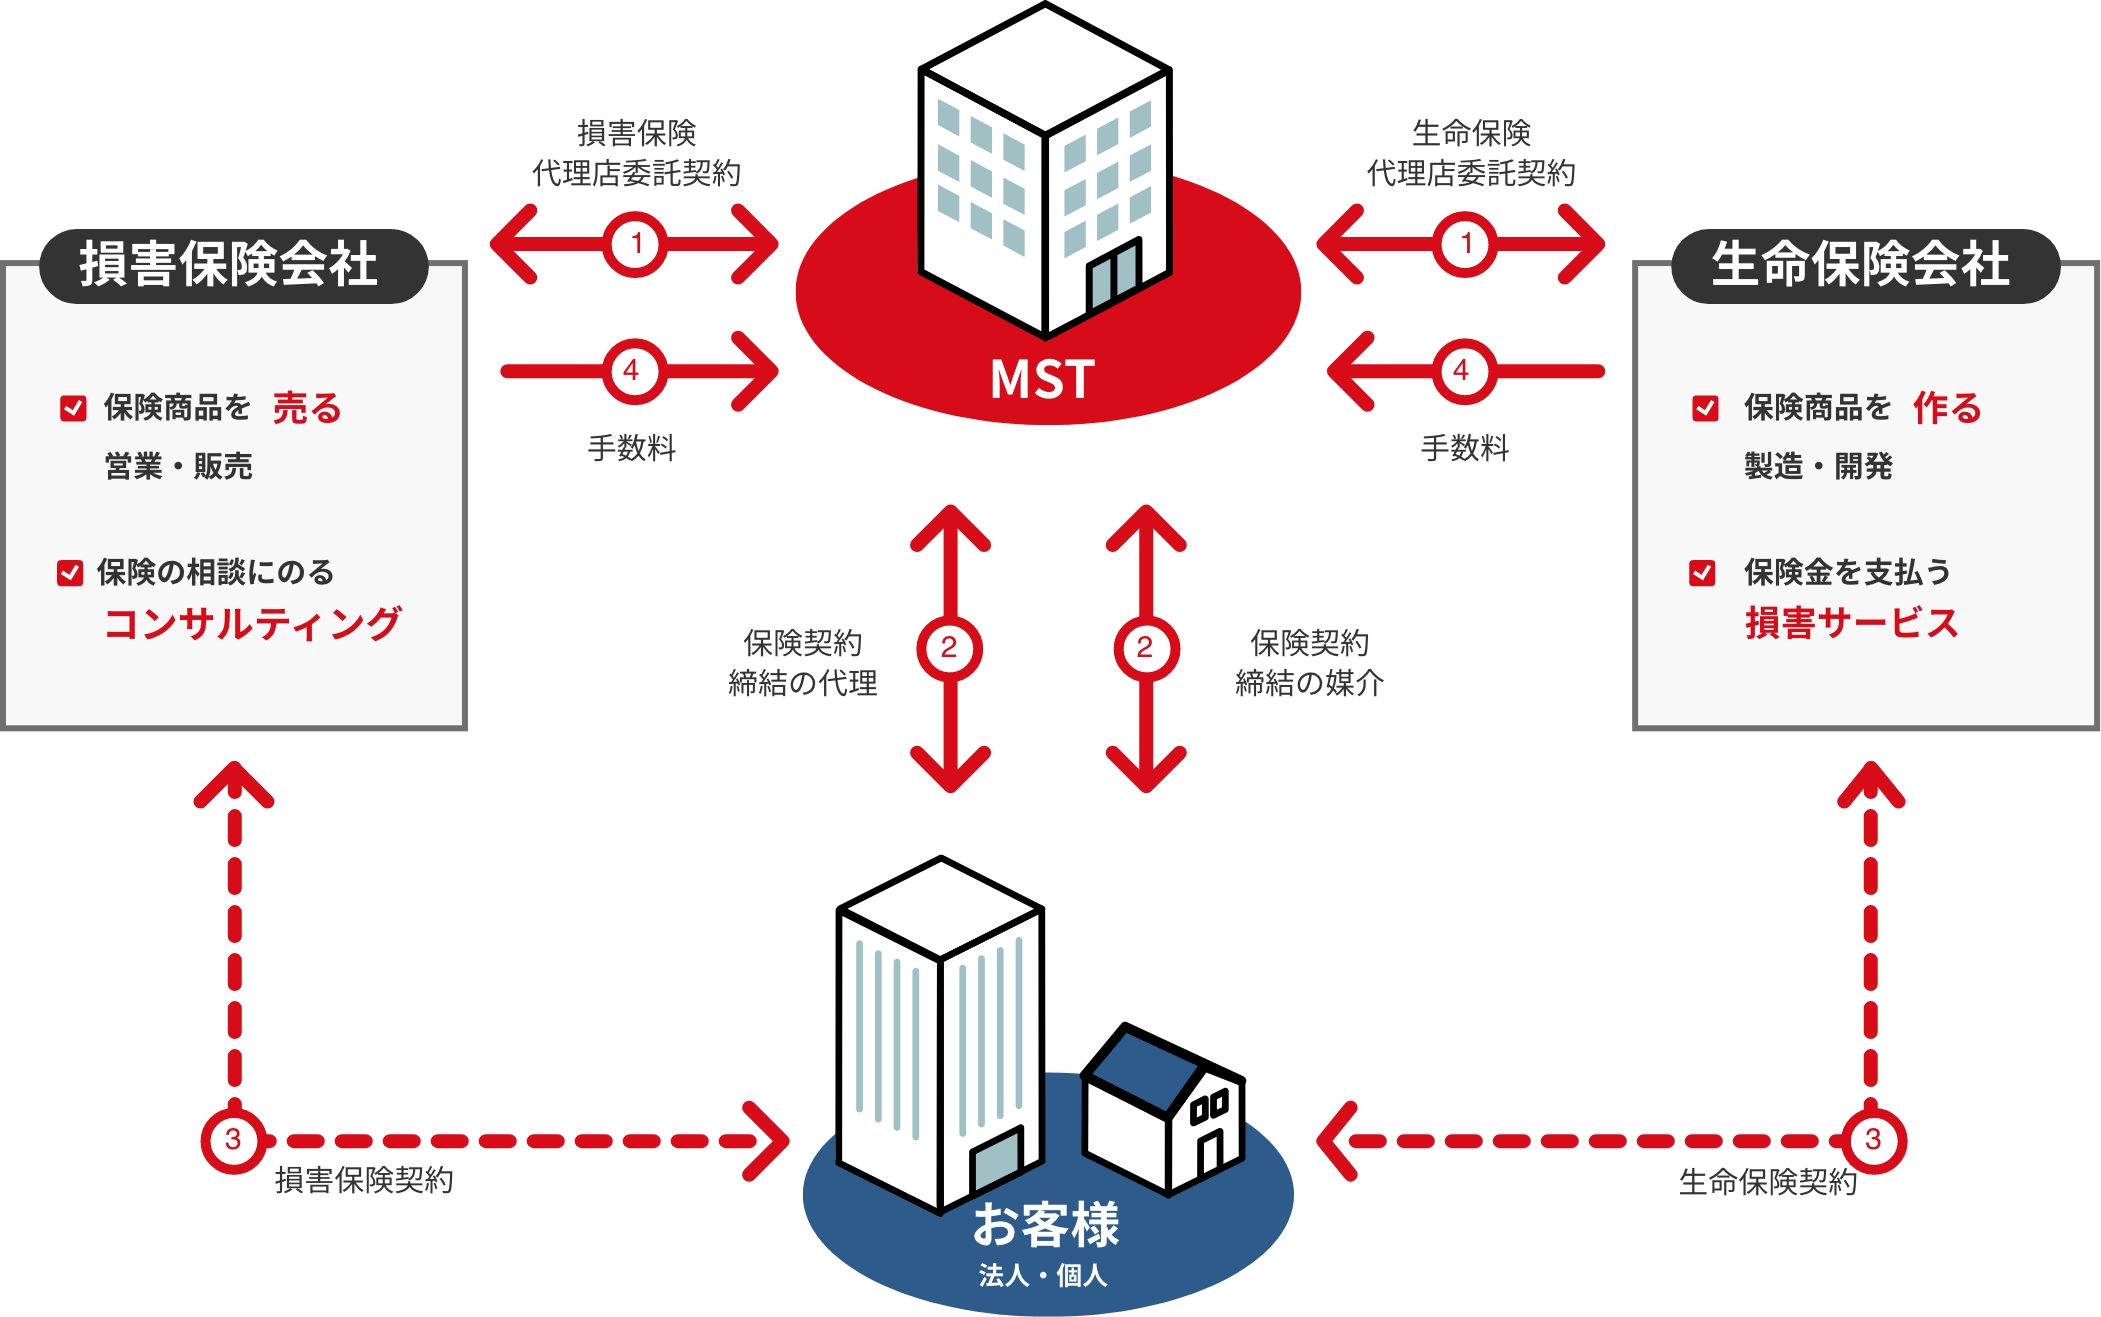 損害保険
代理店委託契約
1
4
手数料
生命保険
代理店委託契約
1
4
手数料
MST
損害保険会社
保険商品を 売る
営業・販売
保険の相談にのる
コンサルティング
生命保険会社
保険商品を 作る
製造・開発
保険金を支払う
損害サービス
保険契約
締結の代理
2
2
保険契約
締結の媒介
3
損害保険契約
3
生命保険契約
お客様
法人・個人